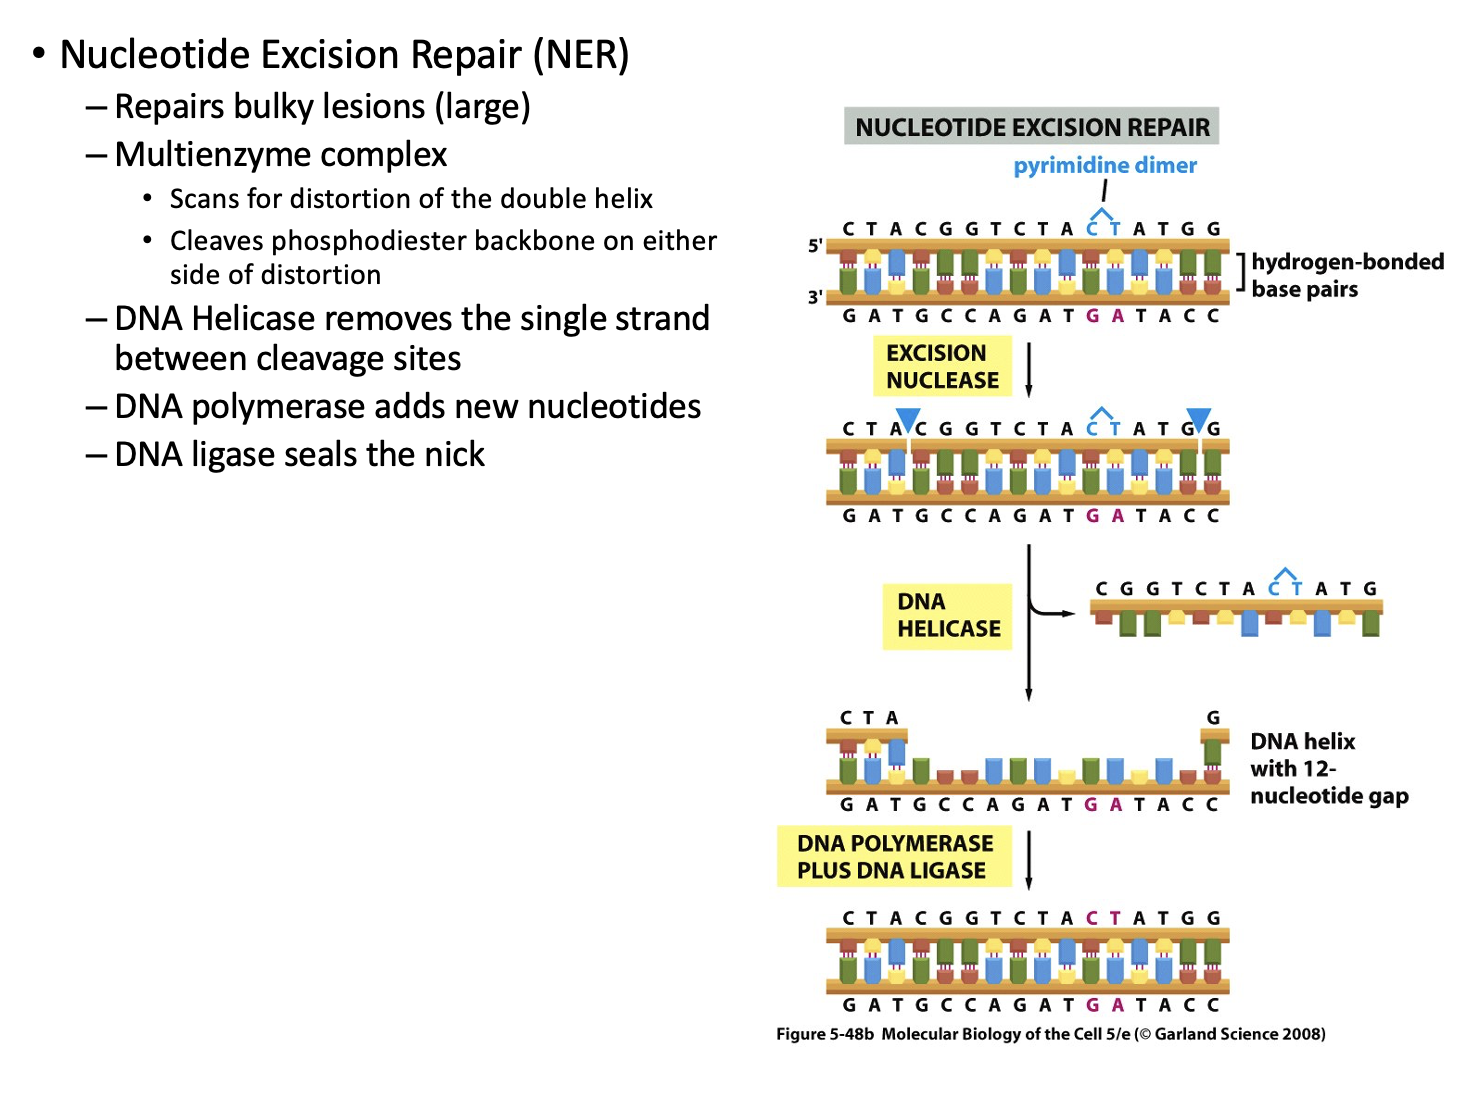 • Nucleotide Excision Repair (NER)
– Repairs bulky lesions (large)
– Multienzyme complex
• Scans for distortion of the double helix
• Cleaves phosphodiester backbone on either
side of distortion
– DNA Helicase removes the single strand
between cleavage sites
– DNA polymerase adds new nucleotides
– DNA ligase seals the nick
NUCLEOTIDE EXCISION REPAIR
pyrimidine dimer
C T A C G G T C T A C T A T G G
5'
hydrogen-bonded
base pairs
3'
G A T G C C A G A T G A T A C C
EXCISION
NUCLEASE
C T A C G G T C T A C T A T G G
G A T G C C A G A T G A T A C C
C G G T C T A C T A T G
DNA
HELICASE
C T A G
DNA helix
with 12-
nucleotide gap
G A T G C C A G A T G A T A C C
DNA POLYMERASE
PLUS DNA LIGASE
C T A C G G T C T A C T A T G G
G A T G C C A G A T G A T A C C
Figure 5-48b Molecular Biology of the Cell 5/e (© Garland Science 2008)